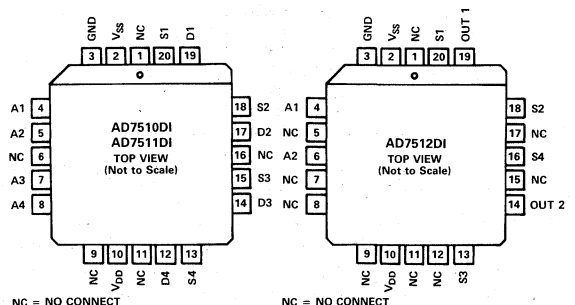 GND VSS NC S1 D1
3 2 1 20 19
A1 4
A2 5
NC 6
A3 7
A4 8
AD7510DI
AD7511DI
TOP VIEW
(Not to Scale)
18 S2
17 D2
16 NC
15 S3
14 D3
9 10 11 12 13
NC VDD NC D4 S4
NC = NO CONNECT
GND VSS NC S1 OUT 1
3 2 1 20 19
A1 4
NC 5
A2 6
NC 7
NC 8
AD7512DI
TOP VIEW
(Not to Scale)
18 S2
17 NC
16 S4
15 NC
14 OUT 2
9 10 11 12 13
NC VDD NC NC S3
NC = NO CONNECT